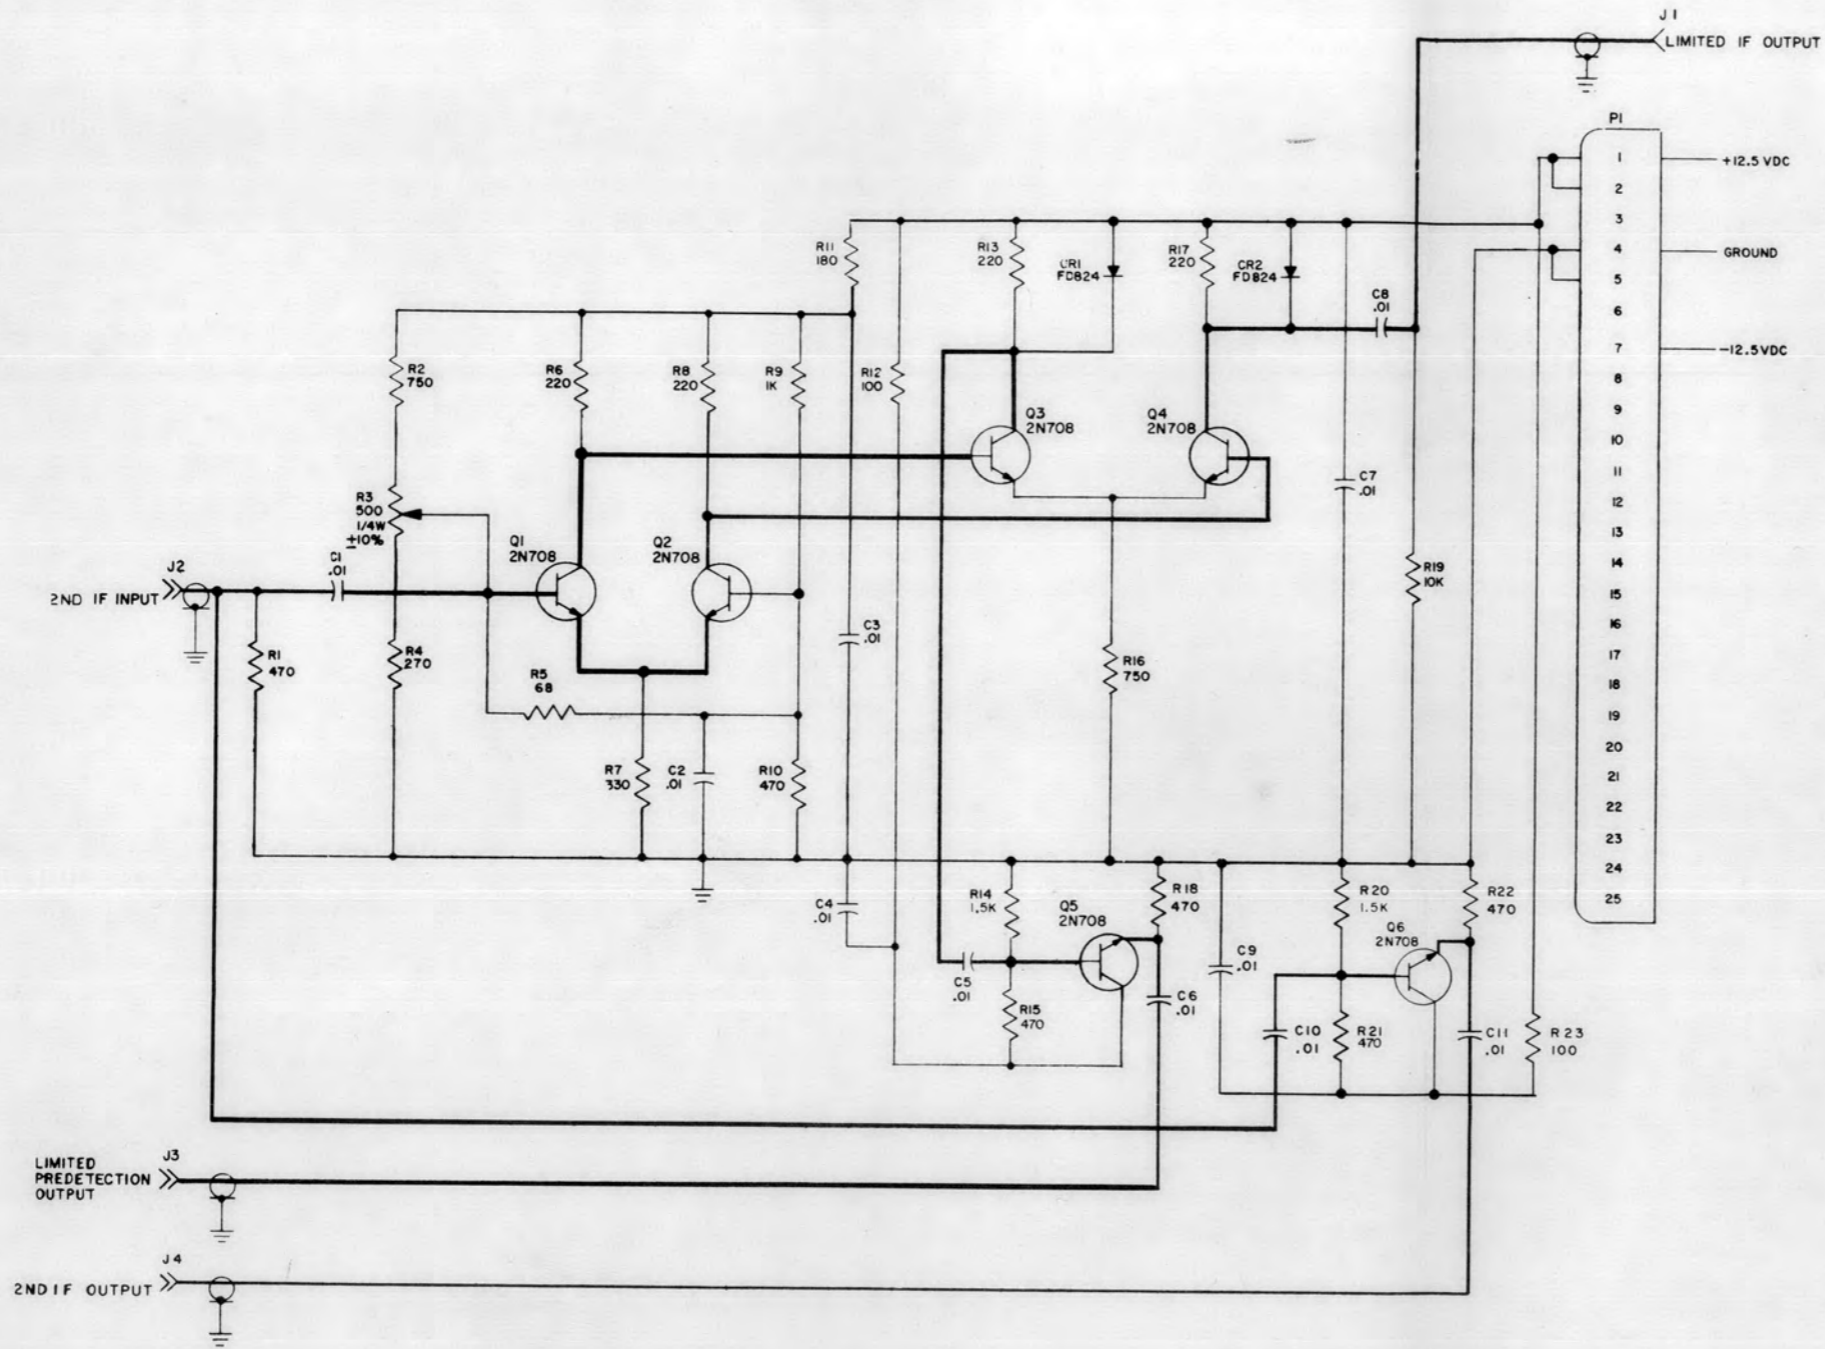 J1
LIMITED IF OUTPUT
P1
1
+12.5 VDC
2
3
4
GROUND
5
6
7
-12.5VDC
8
9
10
11
12
13
14
15
16
17
18
19
20
21
22
23
24
25
R11
180
R13
220
CR1
FD824
R17
220
CR2
FD824
C8
.01
R2
750
R6
220
R8
220
R9
1K
R12
100
Q3
2N708
Q4
2N708
C7
.01
R3
500
1/4W
±10%
Q1
2N708
Q2
2N708
R19
10K
J2
2ND IF INPUT
C1
.01
R1
470
R4
270
C3
.01
R16
750
R5
68
R7
330
C2
.01
R10
470
C4
.01
R14
1.5K
Q5
2N708
R18
470
R20
1.5K
R22
470
Q6
2N708
C9
.01
C5
.01
R15
470
C6
.01
C10
.01
R21
470
C11
.01
R23
100
J3
LIMITED
PREDETECTION
OUTPUT
J4
2ND IF OUTPUT